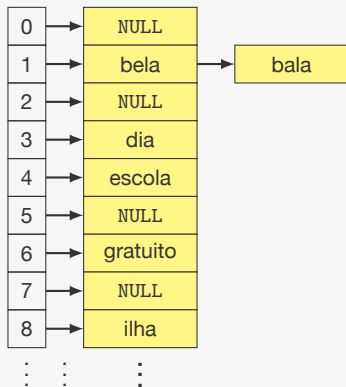 0 NULL
1 bela bala
2 NULL
3 dia
4 escola
5 NULL
6 gratuito
7 NULL
8 ilha